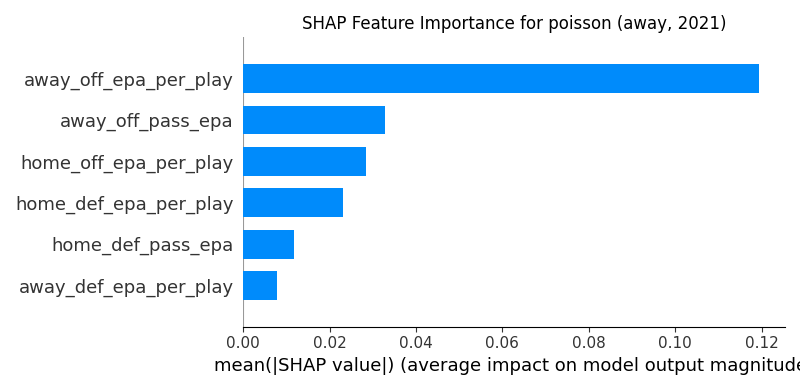 SHAP Feature Importance for poisson (away, 2021)
away_off_epa_per_play
away_off_pass_epa
home_off_epa_per_play
home_def_epa_per_play
home_def_pass_epa
away_def_epa_per_play
0.00 0.02 0.04 0.06 0.08 0.10 0.12
mean(|SHAP value|) (average impact on model output magnitude